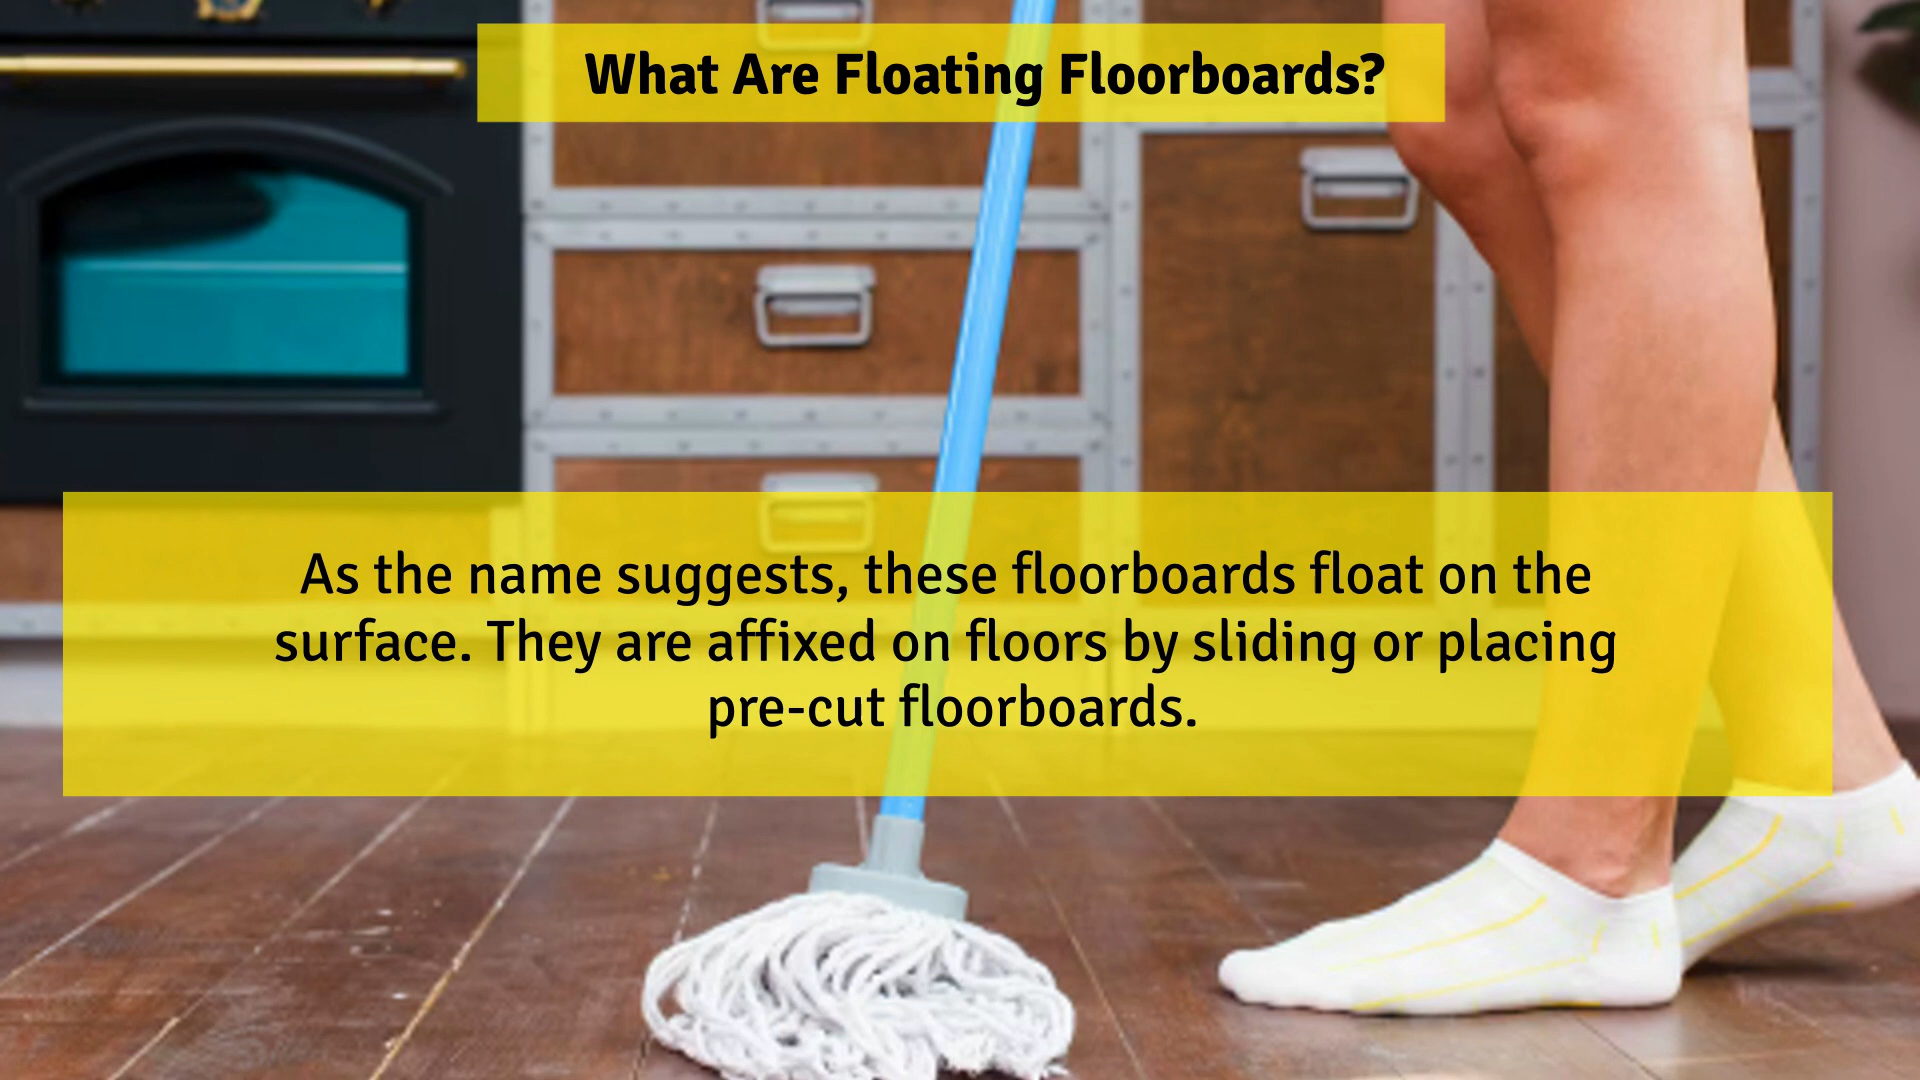 What Are Floating Floorboards?
As the name suggests, these floorboards float on the
surface. They are affixed on floors by sliding or placing
pre-cut floorboards.